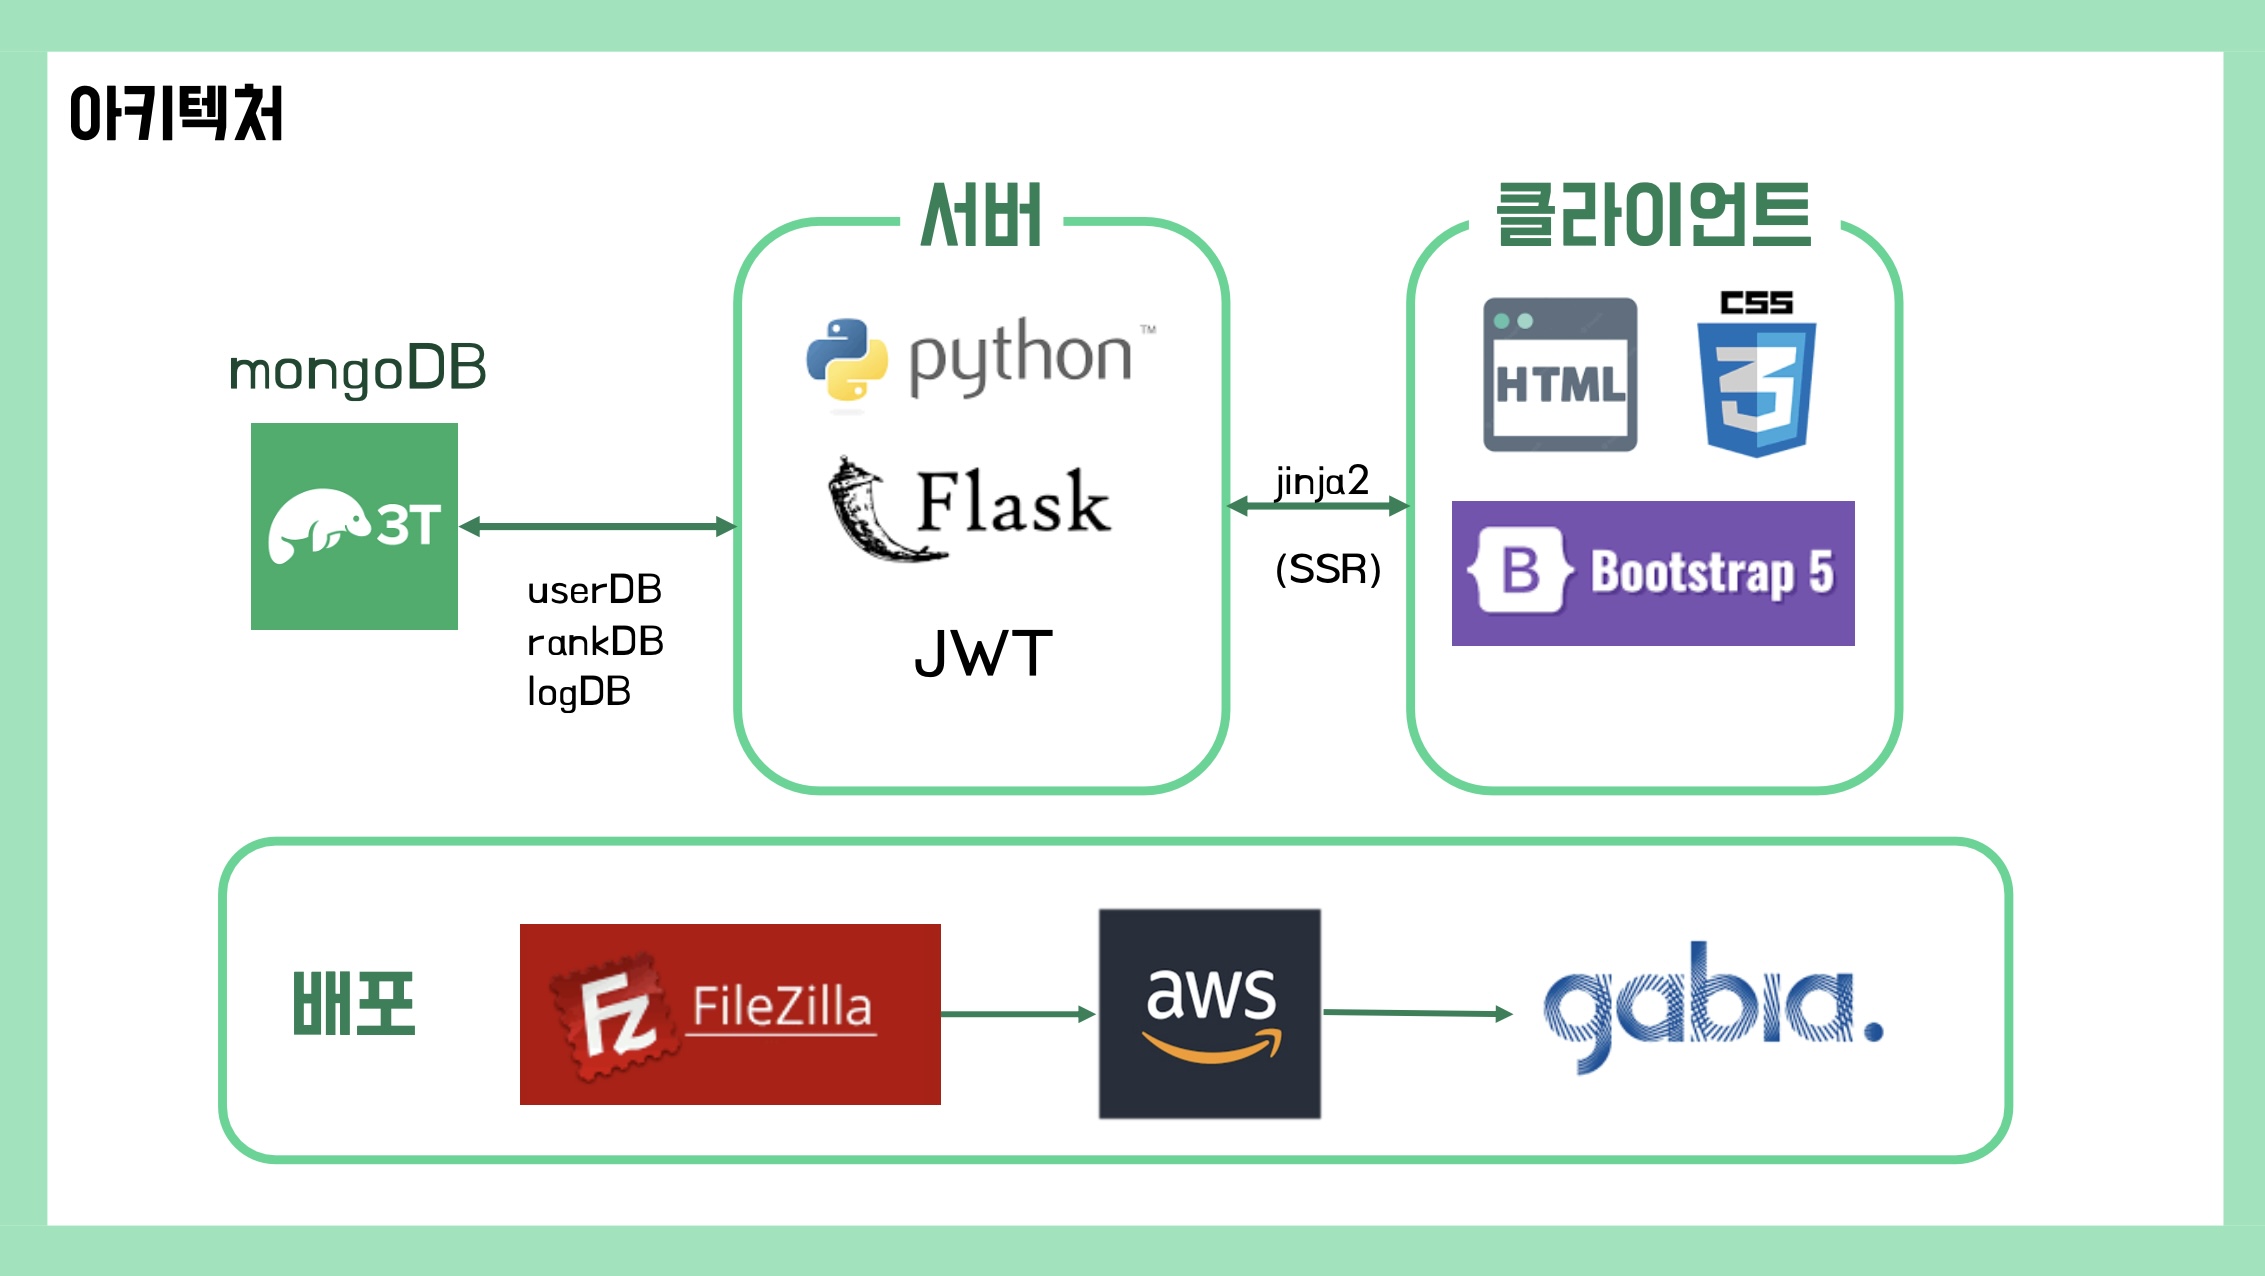 아키텍처
서버
클라이언트
mongoDB
3T
userDB
rankDB
logDB
python™
Flask
JWT
jinja2
(SSR)
HTML
CSS
3
B Bootstrap 5
배포
Fz FileZilla
aws
gabia.